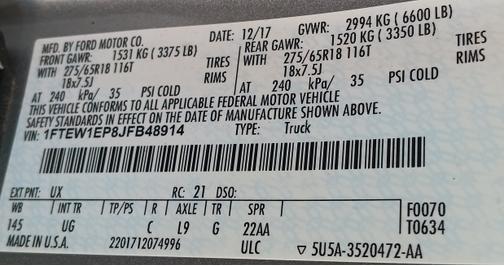 MFD. BY FORD MOTOR CO. DATE: 12/17 GVWR: 2994 KG ( 6600 LB)
FRONT GAWR: 1531 KG ( 3375 LB) REAR GAWR: 1520 KG ( 3350 LB)
WITH 275/65R18 116T TIRES WITH 275/65R18 116T TIRES
18x7.5J RIMS 18x7.5J RIMS
AT 240 kPa/ 35 PSI COLD AT 240 kPa/ 35 PSI COLD
THIS VEHICLE CONFORMS TO ALL APPLICABLE FEDERAL MOTOR VEHICLE
SAFETY STANDARDS IN EFFECT ON THE DATE OF MANUFACTURE SHOWN ABOVE.
VIN: 1FTEW1EP8JFB48914 TYPE: Truck
EXT PNT: UX RC: 21 DSO:
WB INT TR TP/PS R AXLE TR SPR F0070
145 UG C L9 G 22AA T0634
MADE IN U.S.A. 2201712074996 ULC ▽ 5U5A-3520472-AA